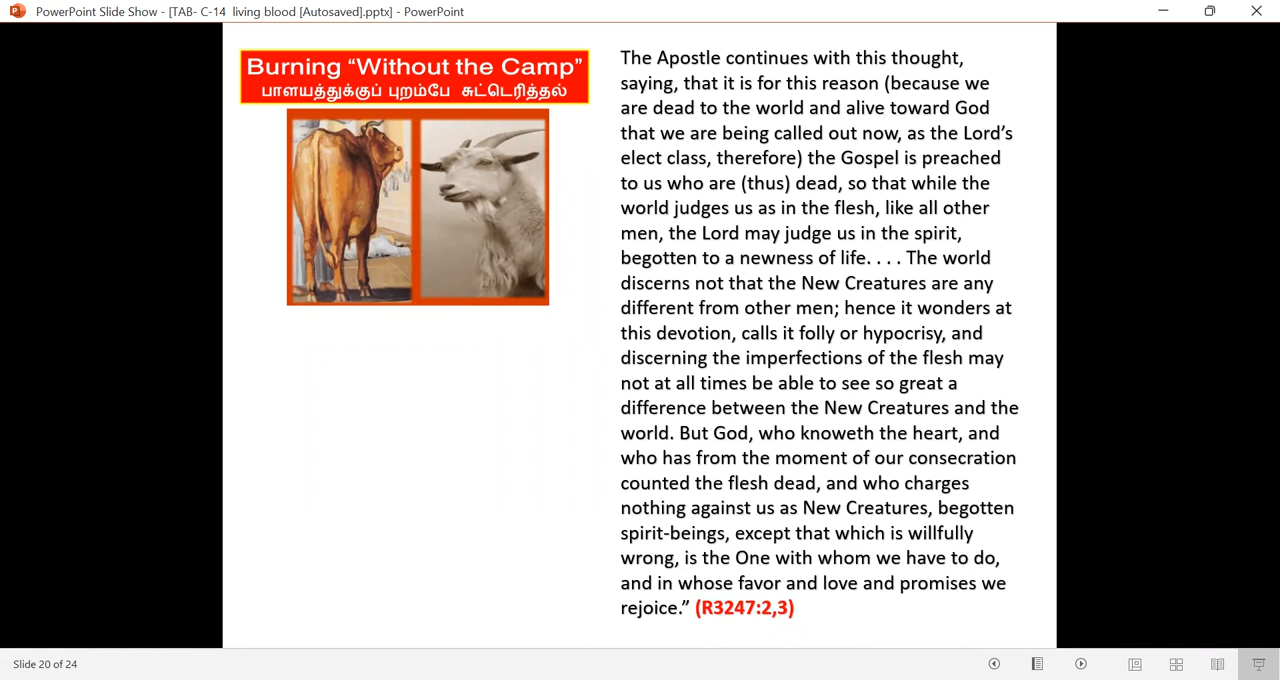 PowerPoint Slide Show - [TAB- C-14  living blood [Autosaved].pptx] - PowerPoint
Burning “Without the Camp”
பாளயத்துக்குப் புறம்பே சுட்டெரித்தல்
The Apostle continues with this thought,
saying, that it is for this reason (because we
are dead to the world and alive toward God
that we are being called out now, as the Lord’s
elect class, therefore) the Gospel is preached
to us who are (thus) dead, so that while the
world judges us as in the flesh, like all other
men, the Lord may judge us in the spirit,
begotten to a newness of life. . . . The world
discerns not that the New Creatures are any
different from other men; hence it wonders at
this devotion, calls it folly or hypocrisy, and
discerning the imperfections of the flesh may
not at all times be able to see so great a
difference between the New Creatures and the
world. But God, who knoweth the heart, and
who has from the moment of our consecration
counted the flesh dead, and who charges
nothing against us as New Creatures, begotten
spirit-beings, except that which is willfully
wrong, is the One with whom we have to do,
and in whose favor and love and promises we
rejoice.” (R3247:2,3)
Slide 20 of 24